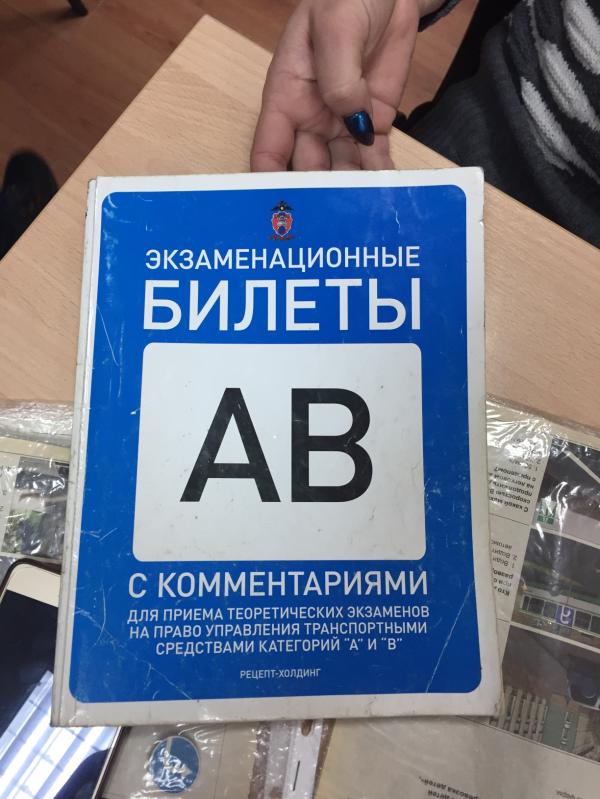 ЭКЗАМЕНАЦИОННЫЕ
БИЛЕТЫ
АВ
С КОММЕНТАРИЯМИ
ДЛЯ ПРИЕМА ТЕОРЕТИЧЕСКИХ ЭКЗАМЕНОВ
НА ПРАВО УПРАВЛЕНИЯ ТРАНСПОРТНЫМИ
СРЕДСТВАМИ КАТЕГОРИЙ "А" И "В"
РЕЦЕПТ-ХОЛДИНГ